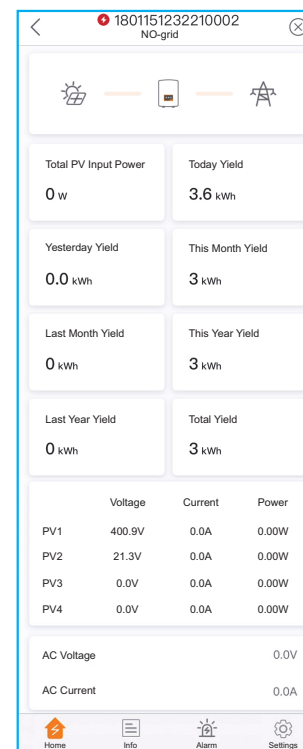 1801151232210002
NO-grid
Total PV Input Power
0 W
Today Yield
3.6 kWh
Yesterday Yield
0.0 kWh
This Month Yield
3 kWh
Last Month Yield
0 kWh
This Year Yield
3 kWh
Last Year Yield
0 kWh
Total Yield
3 kWh
Voltage Current Power
PV1 400.9V 0.0A 0.00W
PV2 21.3V 0.0A 0.00W
PV3 0.0V 0.0A 0.00W
PV4 0.0V 0.0A 0.00W
AC Voltage 0.0V
AC Current 0.0A
Home Info Alarm Settings